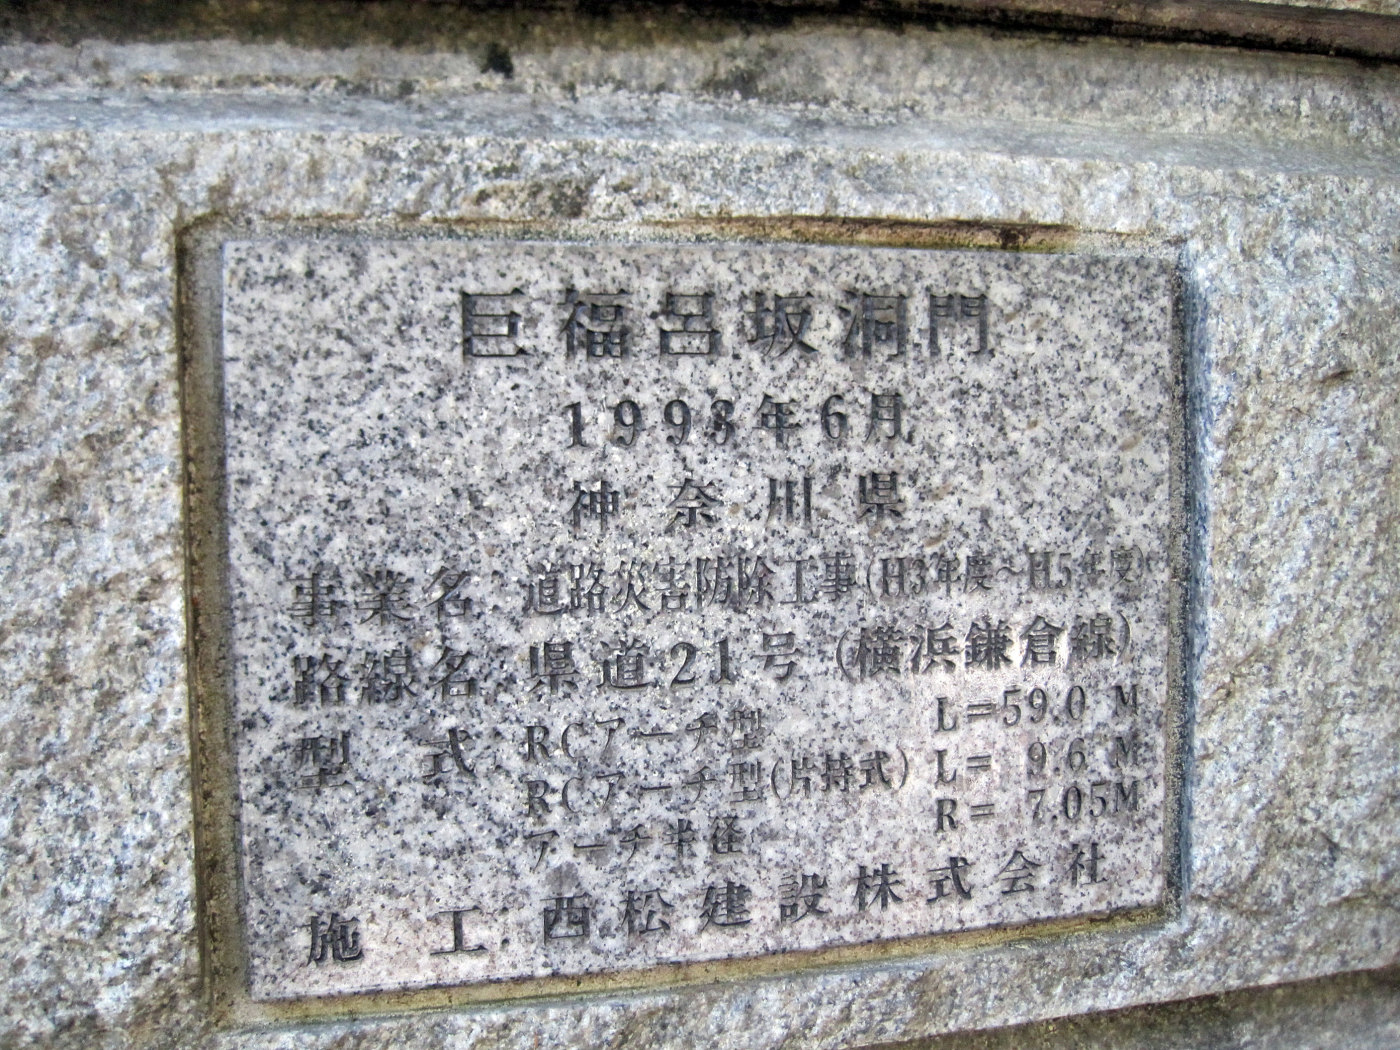 巨福呂坂洞門
1993年6月
神奈川県
事業名 道路災害防除工事(H3年度～H5年度)
路線名 県道21号(横浜鎌倉線)
型式 RCアーチ型 L=59.0M
RCアーチ型(片持式) L=9.6M
アーチ半径 R=7.05M
施工 西松建設株式会社